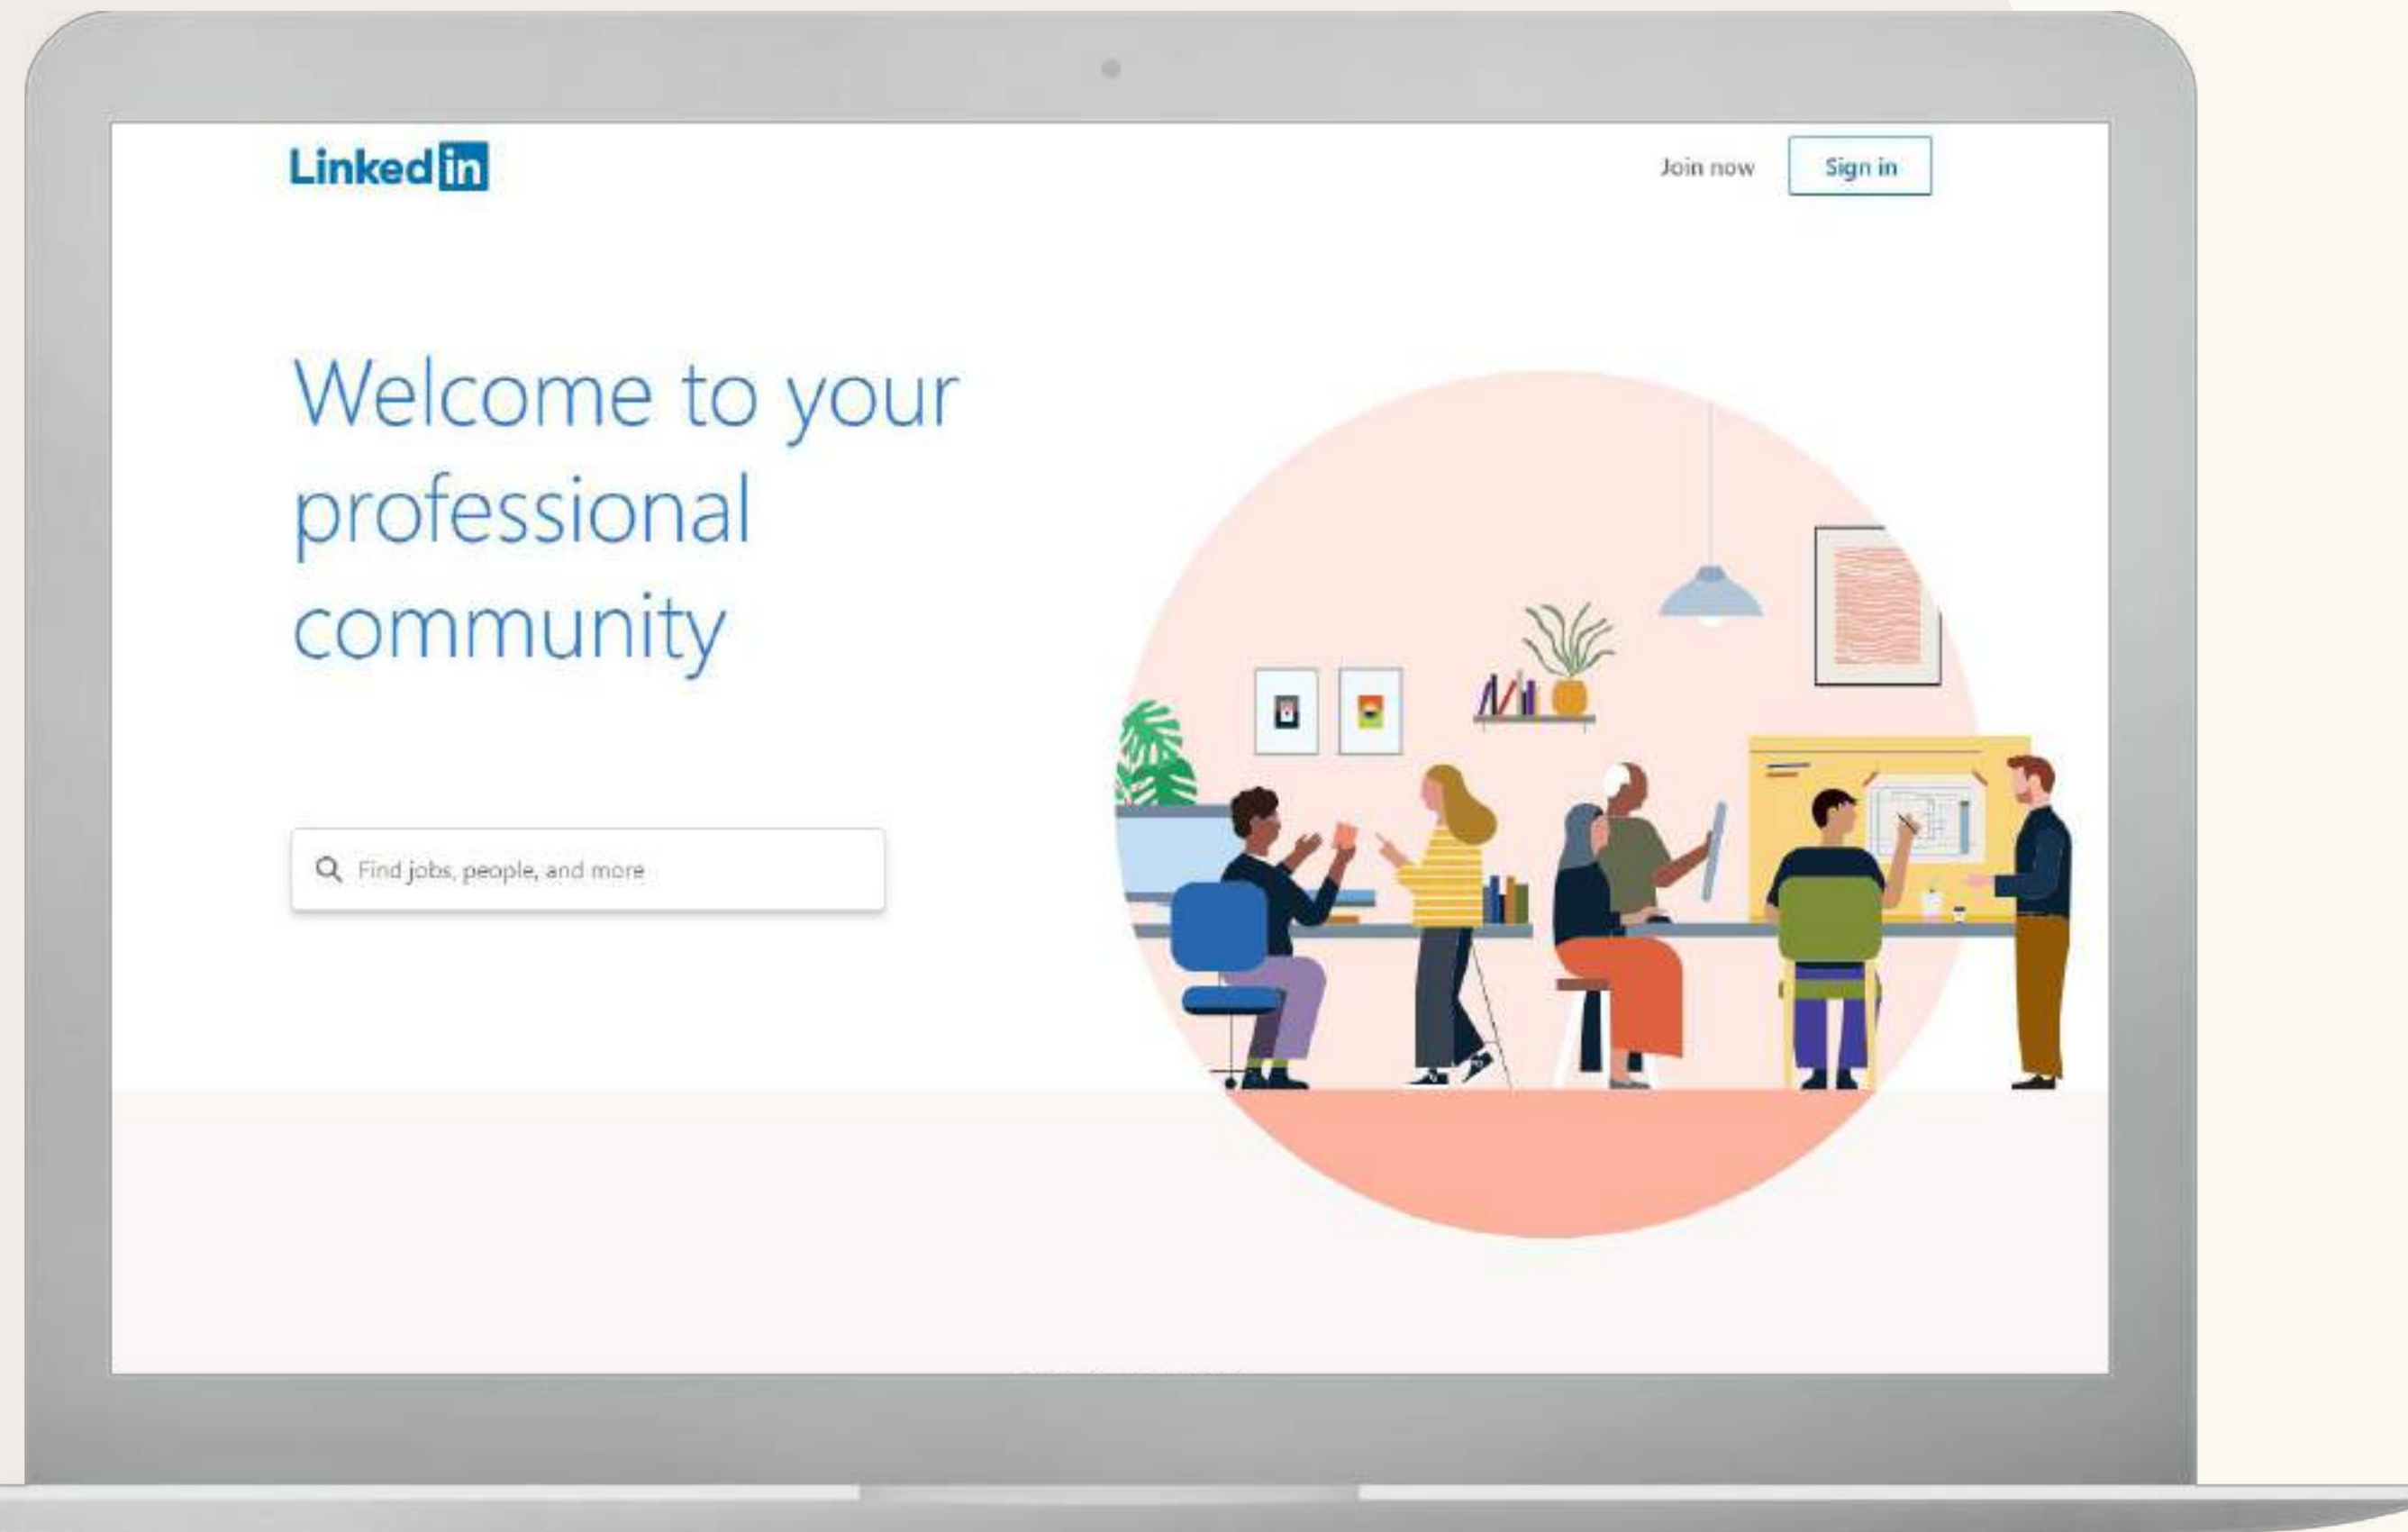 Linkedin
Join now
Sign in
Welcome to your
professional
community
Find jobs, people, and more